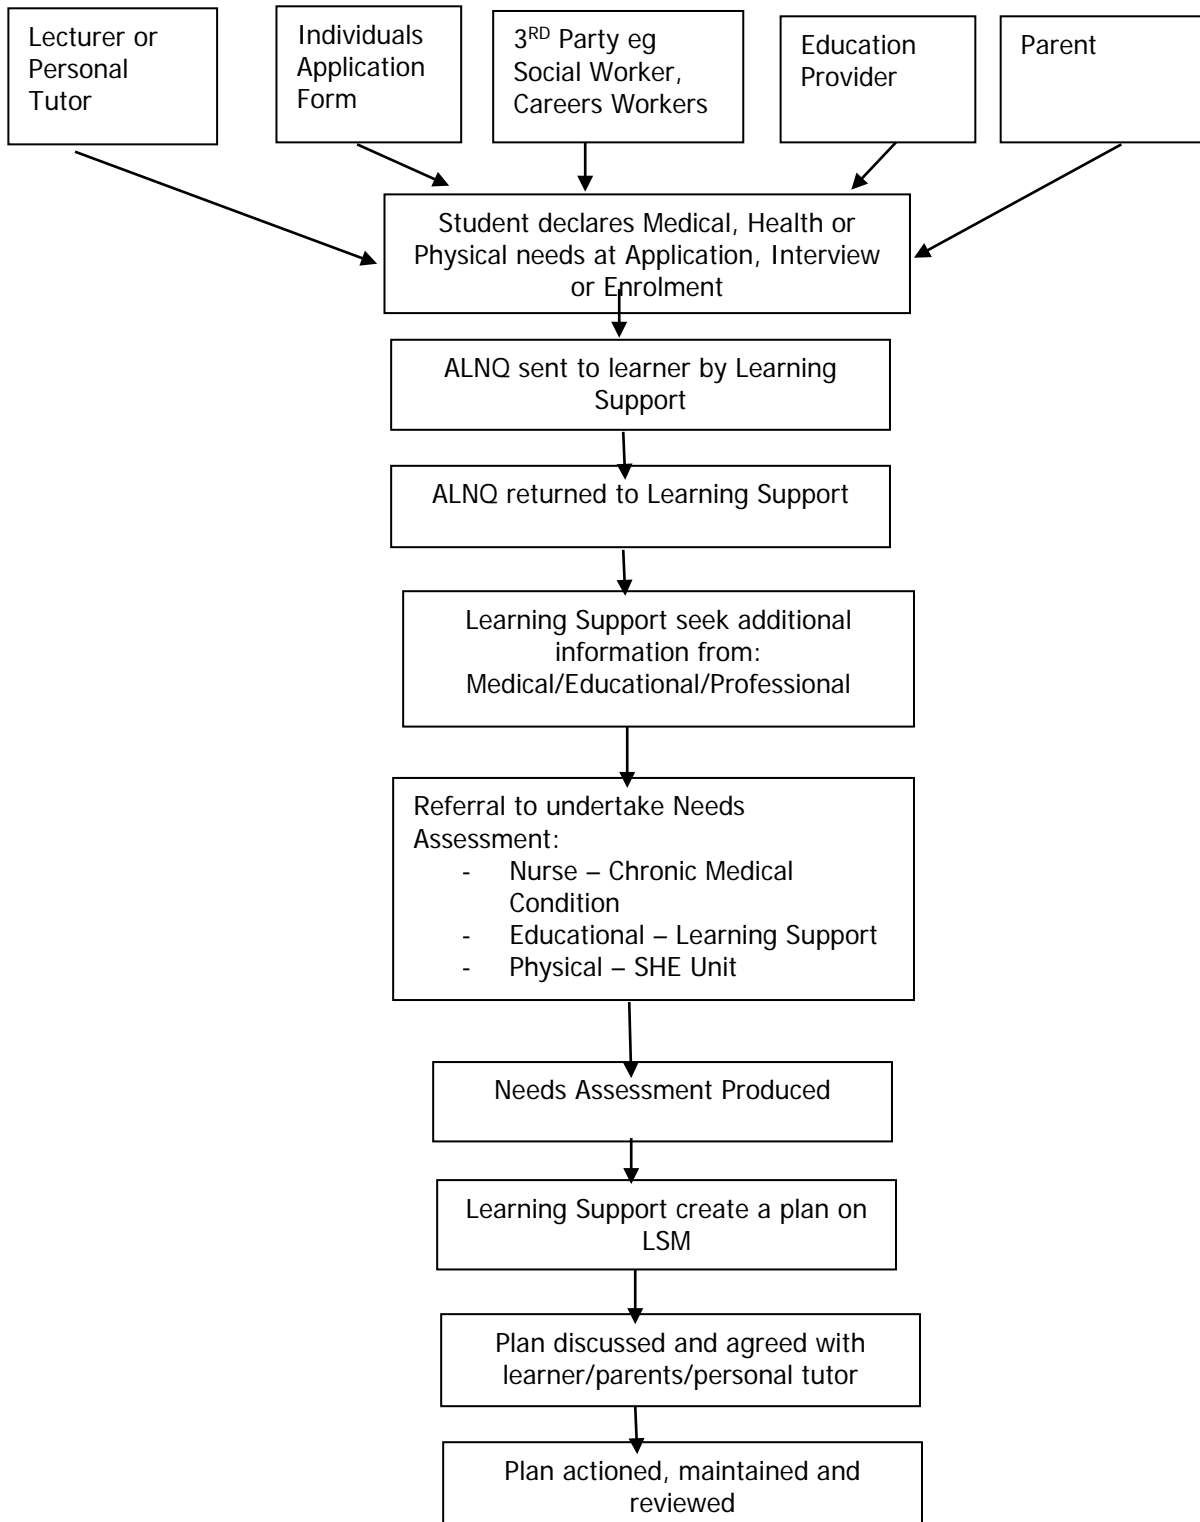 Lecturer or
Personal
Tutor
Individuals
Application
Form
3RD Party eg
Social Worker,
Careers Workers
Education
Provider
Parent
Student declares Medical, Health or
Physical needs at Application, Interview
or Enrolment
ALNQ sent to learner by Learning
Support
ALNQ returned to Learning Support
Learning Support seek additional
information from:
Medical/Educational/Professional
Referral to undertake Needs
Assessment:
- Nurse – Chronic Medical
Condition
- Educational – Learning Support
- Physical – SHE Unit
Needs Assessment Produced
Learning Support create a plan on
LSM
Plan discussed and agreed with
learner/parents/personal tutor
Plan actioned, maintained and
reviewed